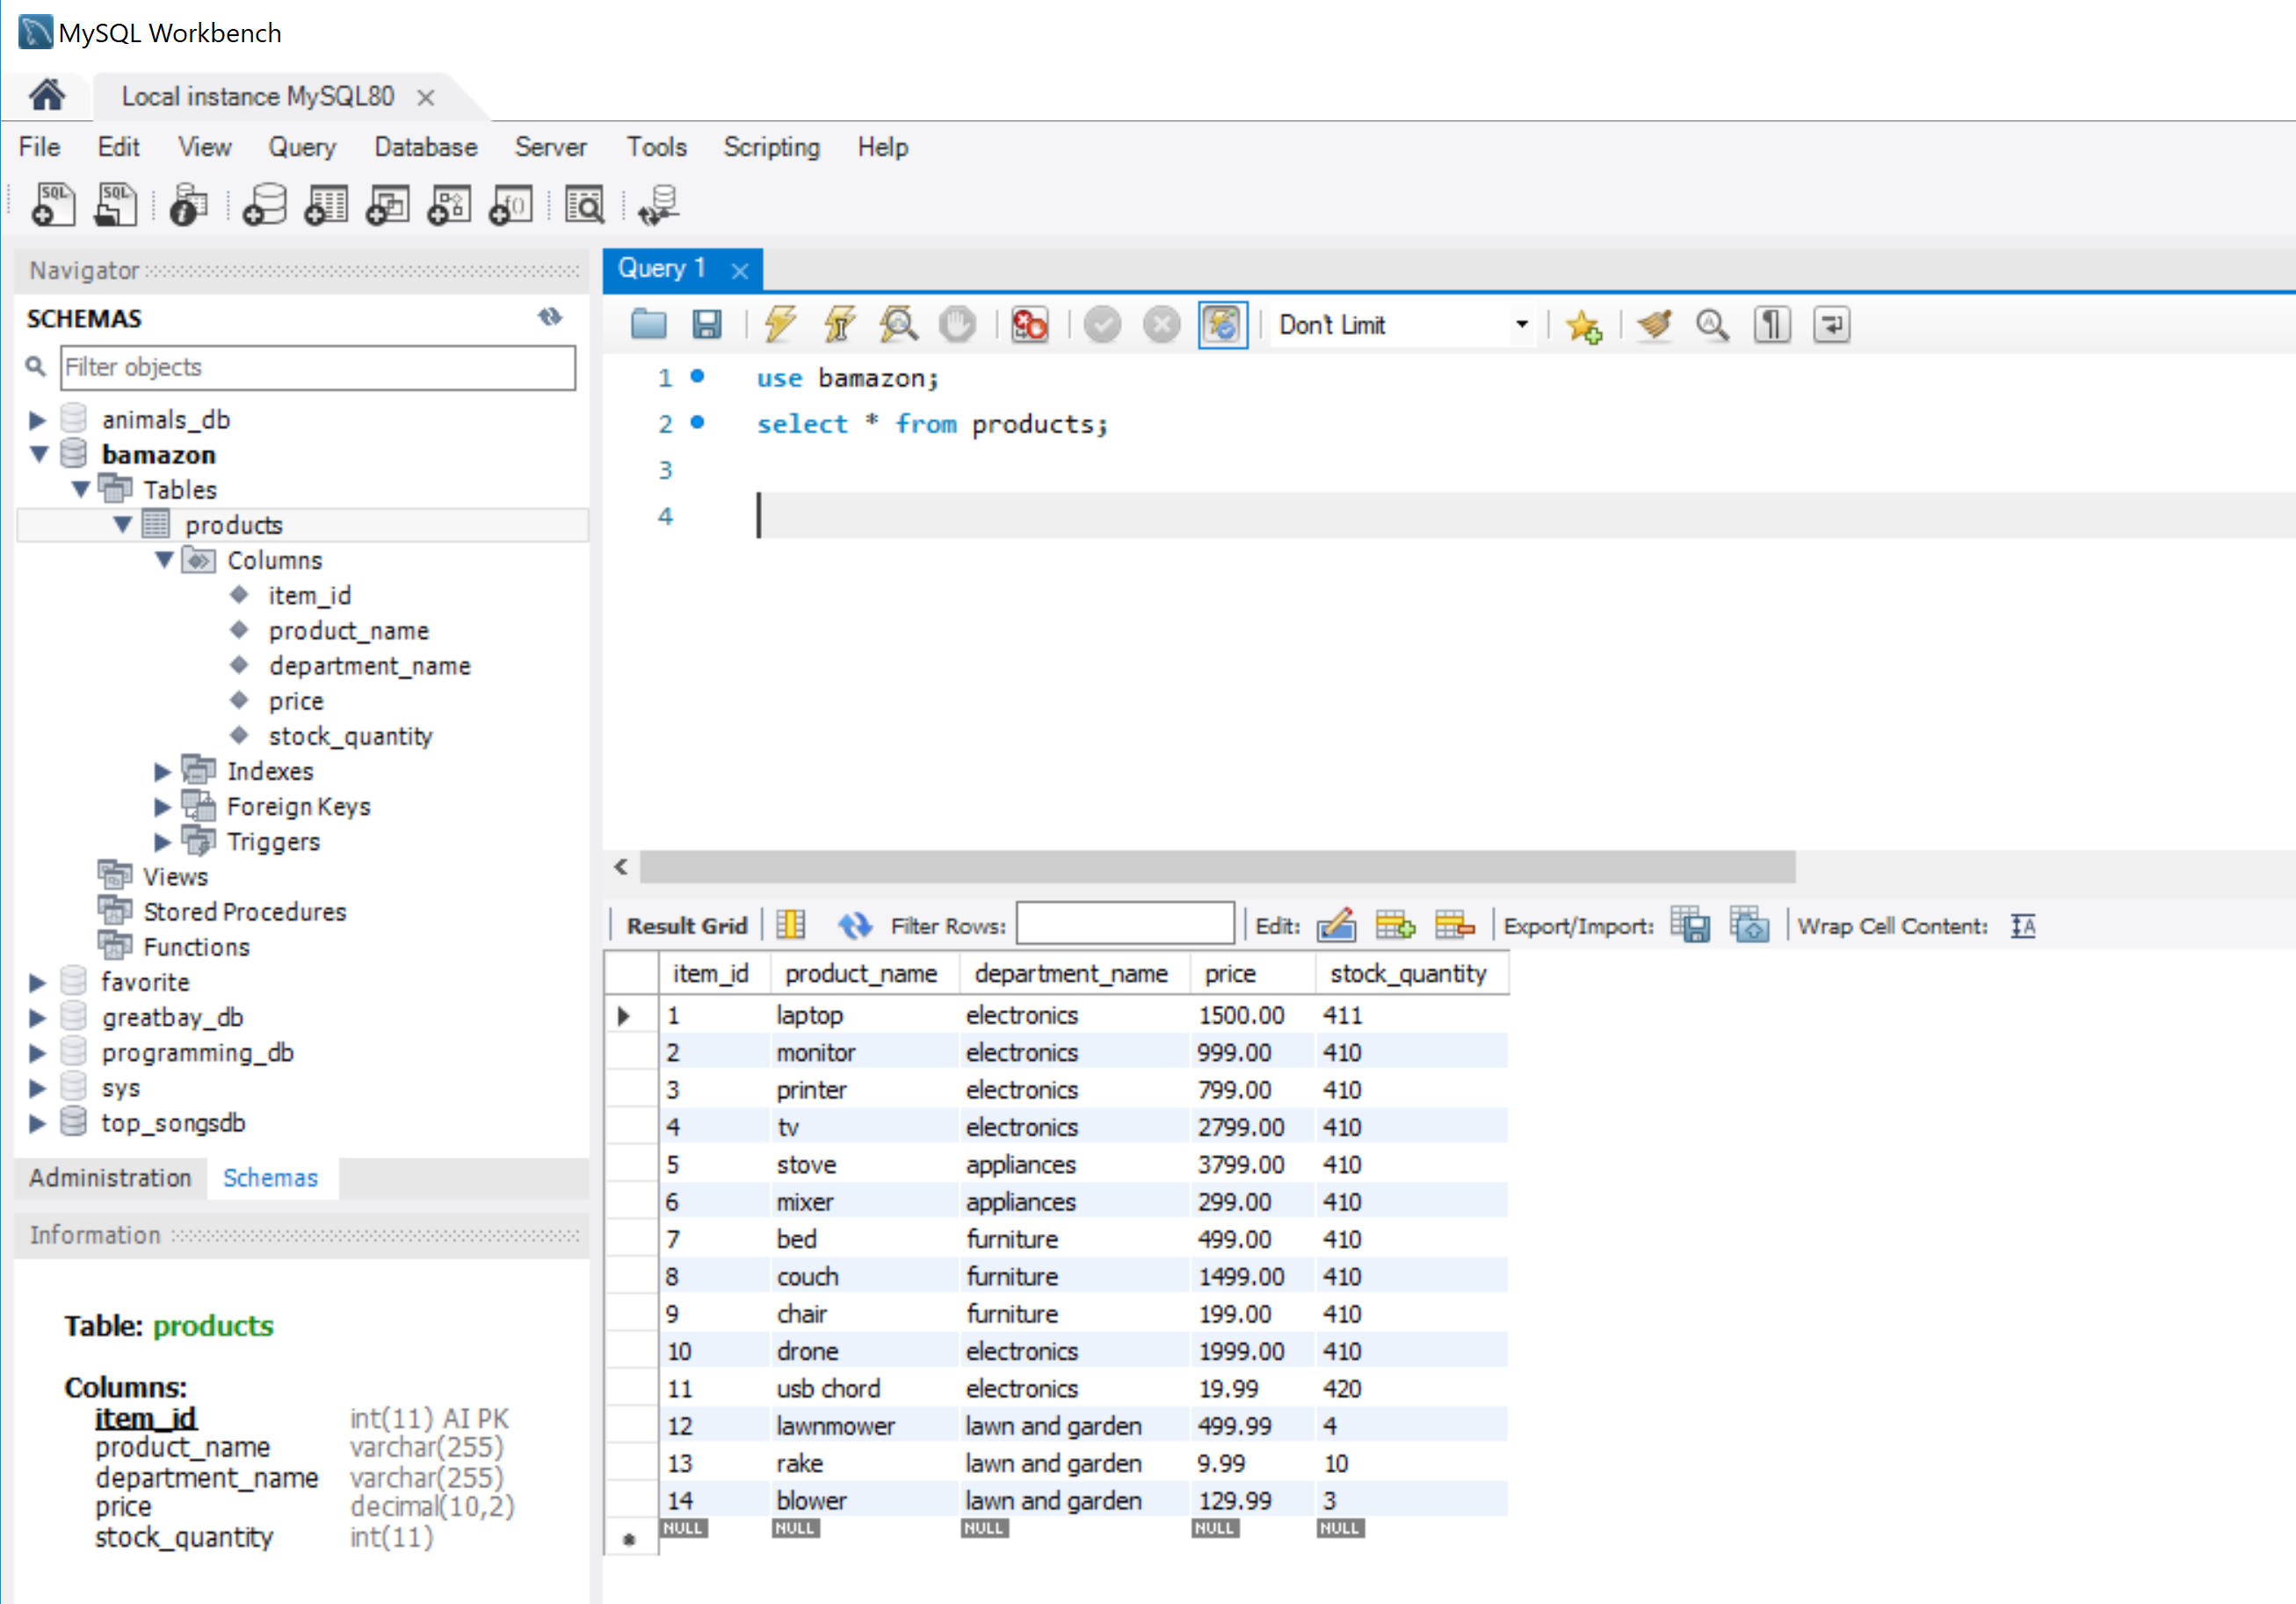 MySQL Workbench
Local instance MySQL80
File Edit View Query Database Server Tools Scripting Help
Navigator
SCHEMAS
Filter objects
animals_db
bamazon
Tables
products
Columns
item_id
product_name
department_name
price
stock_quantity
Indexes
Foreign Keys
Triggers
Views
Stored Procedures
Functions
favorite
greatbay_db
programming_db
sys
top_songsdb
Administration Schemas
Information
Table: products
Columns:
item_id int(11) AI PK
product_name varchar(255)
department_name varchar(255)
price decimal(10,2)
stock_quantity int(11)
Query 1
Don't Limit
1 use bamazon;
2 select * from products;
3
4
Result Grid Filter Rows: Edit: Export/Import: Wrap Cell Content:
item_id product_name department_name price stock_quantity
1 laptop electronics 1500.00 411
2 monitor electronics 999.00 410
3 printer electronics 799.00 410
4 tv electronics 2799.00 410
5 stove appliances 3799.00 410
6 mixer appliances 299.00 410
7 bed furniture 499.00 410
8 couch furniture 1499.00 410
9 chair furniture 199.00 410
10 drone electronics 1999.00 410
11 usb chord electronics 19.99 420
12 lawnmower lawn and garden 499.99 4
13 rake lawn and garden 9.99 10
14 blower lawn and garden 129.99 3
NULL NULL NULL NULL NULL